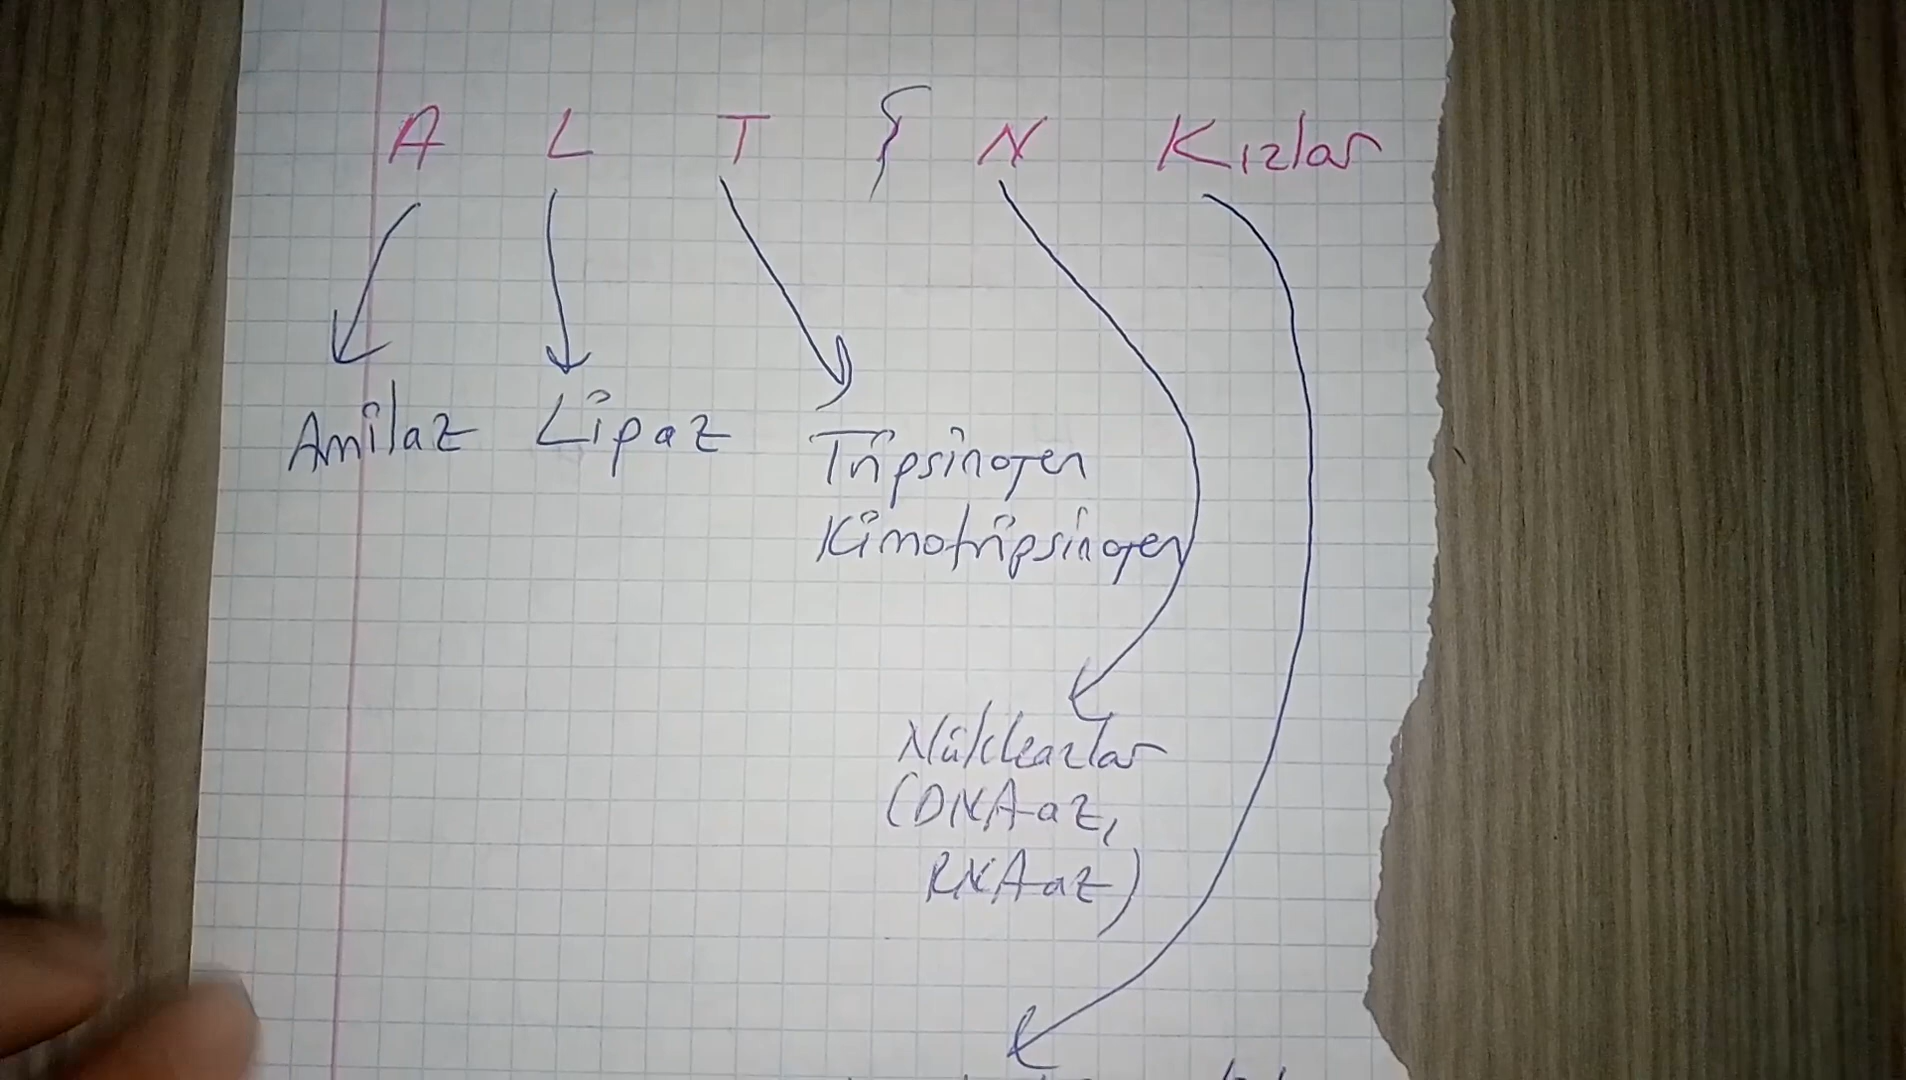 A L T } N Kızlar
Amilaz Lipaz
Tripsinojen
Kimotripsinojen
Nükleazlar
(DNA-az,
RNA-az)